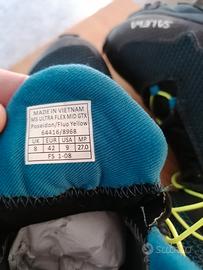 SALEWA
MADE IN VIETNAM
MS ULTRA FLEX MID GTX
Poseidon/Fluo Yellow
64416/8968
UK EUR USA MP
8 42 9 27.0
FS 1-08
subito